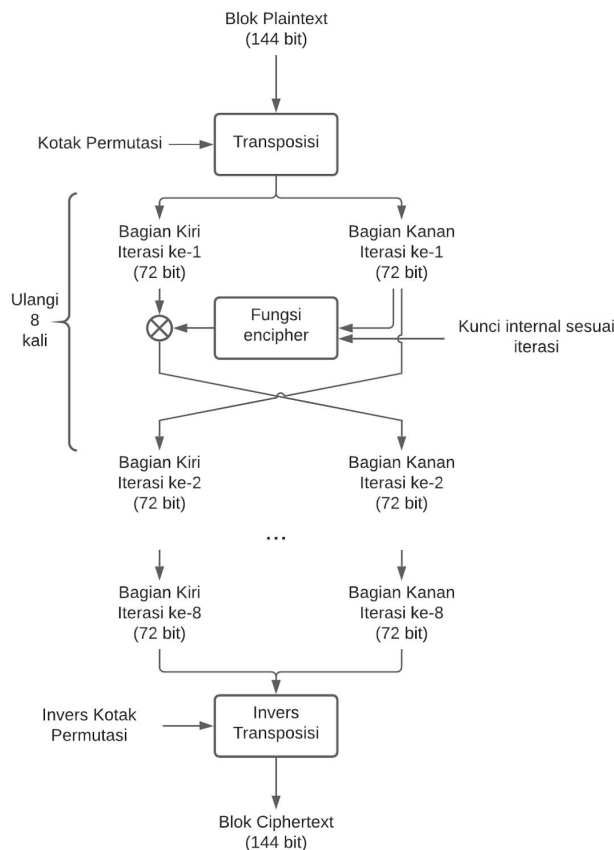 Blok Plaintext
(144 bit)
Kotak Permutasi
Transposisi
Bagian Kiri
Iterasi ke-1
(72 bit)
Bagian Kanan
Iterasi ke-1
(72 bit)
Ulangi
8
kali
Fungsi
encipher
Kunci internal sesuai
iterasi
Bagian Kiri
Iterasi ke-2
(72 bit)
Bagian Kanan
Iterasi ke-2
(72 bit)
...
Bagian Kiri
Iterasi ke-8
(72 bit)
Bagian Kanan
Iterasi ke-8
(72 bit)
Invers Kotak
Permutasi
Invers
Transposisi
Blok Ciphertext
(144 bit)